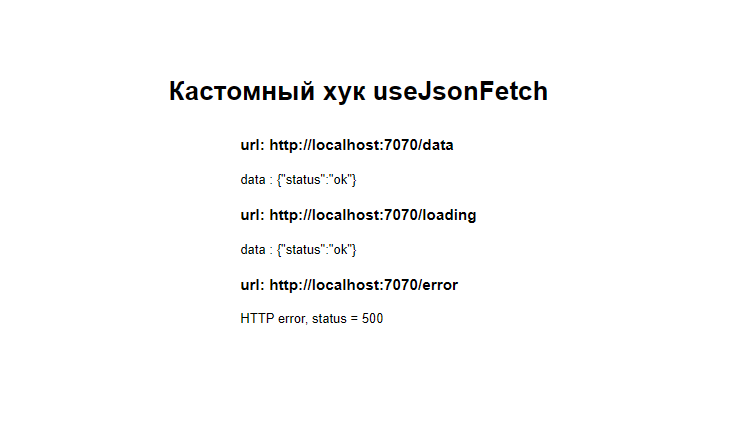 Кастомный хук useJsonFetch
url: http://localhost:7070/data
data : {"status":"ok"}
url: http://localhost:7070/loading
data : {"status":"ok"}
url: http://localhost:7070/error
HTTP error, status = 500